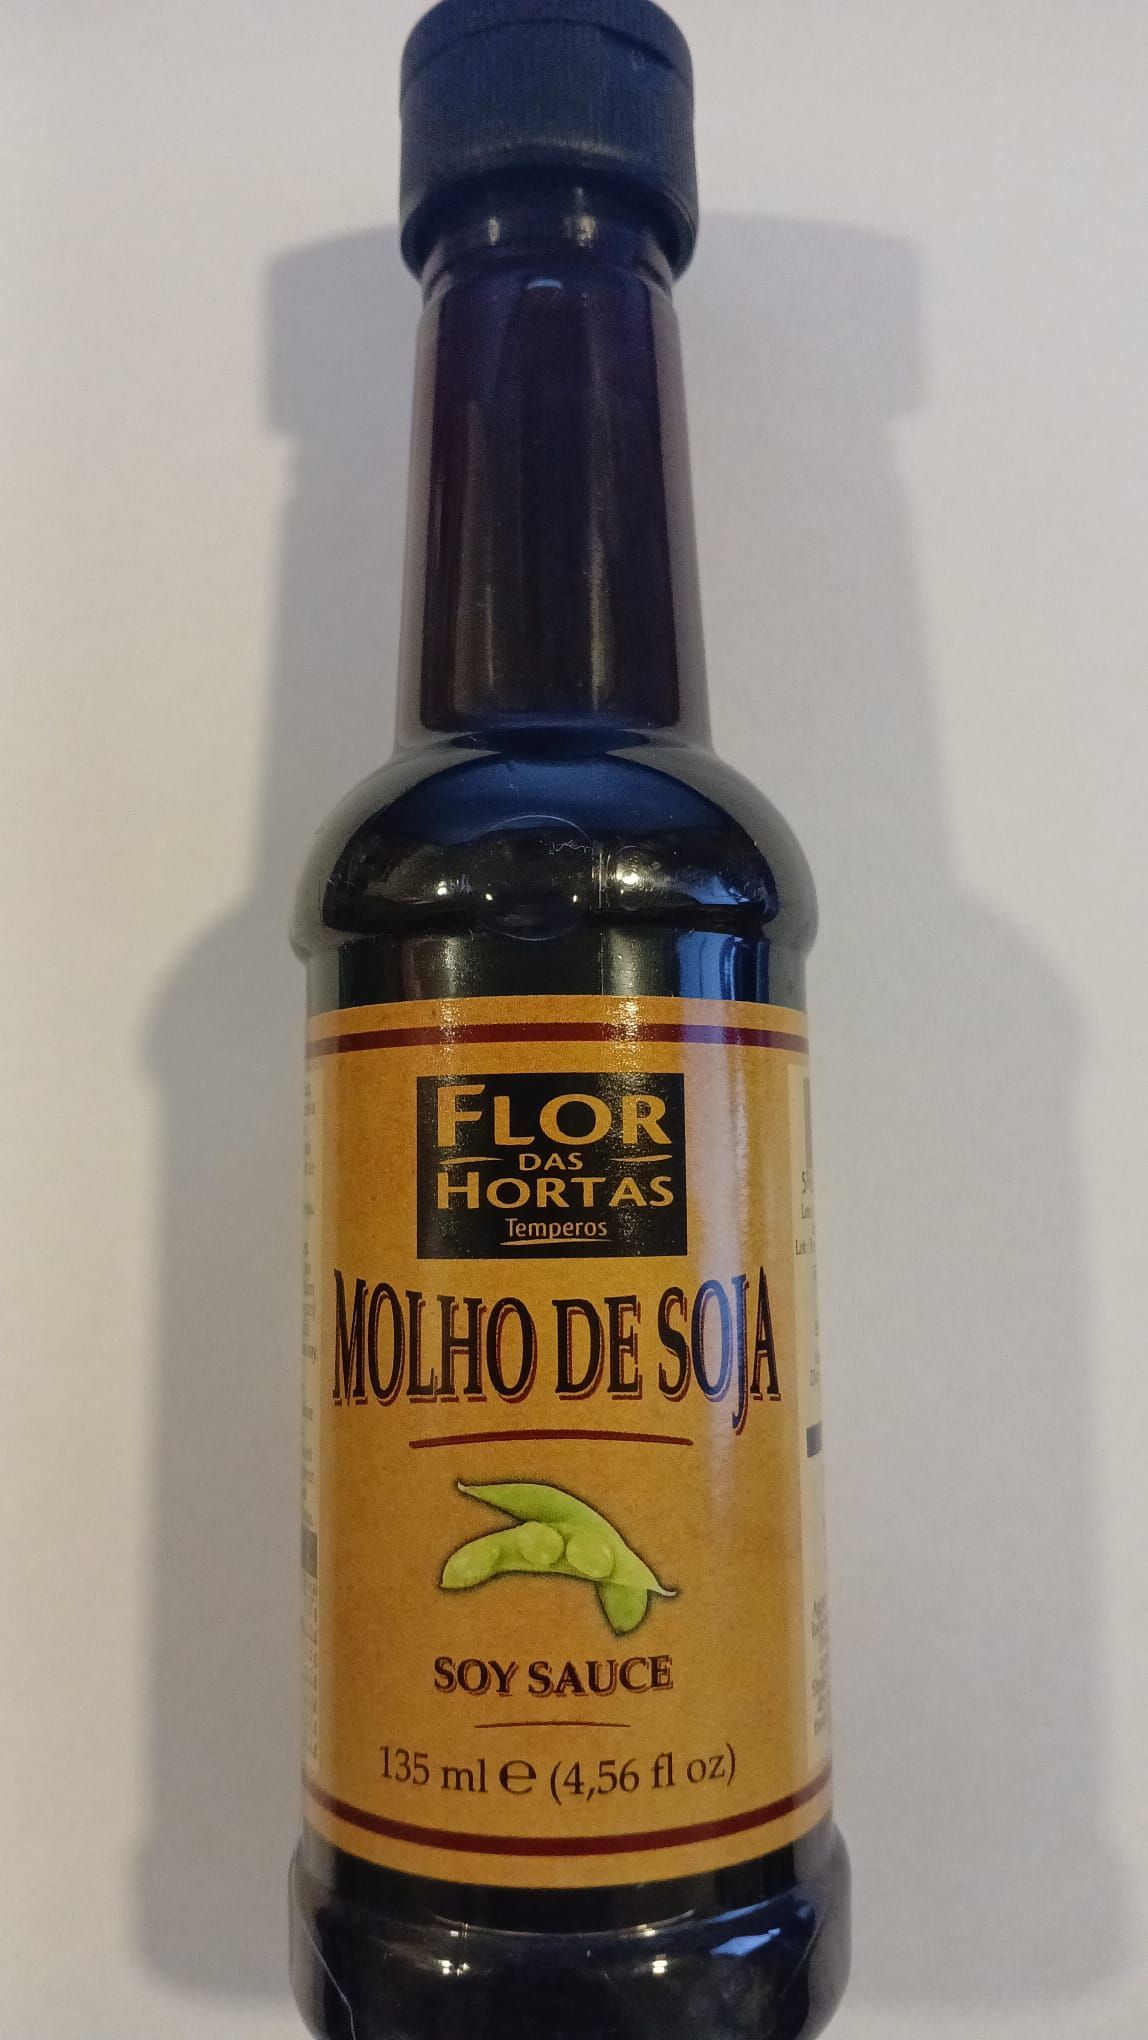 FLOR
DAS
HORTAS
Temperos
MOLHO DE SOJA
SOY SAUCE
135 ml ℮ (4,56 fl oz)